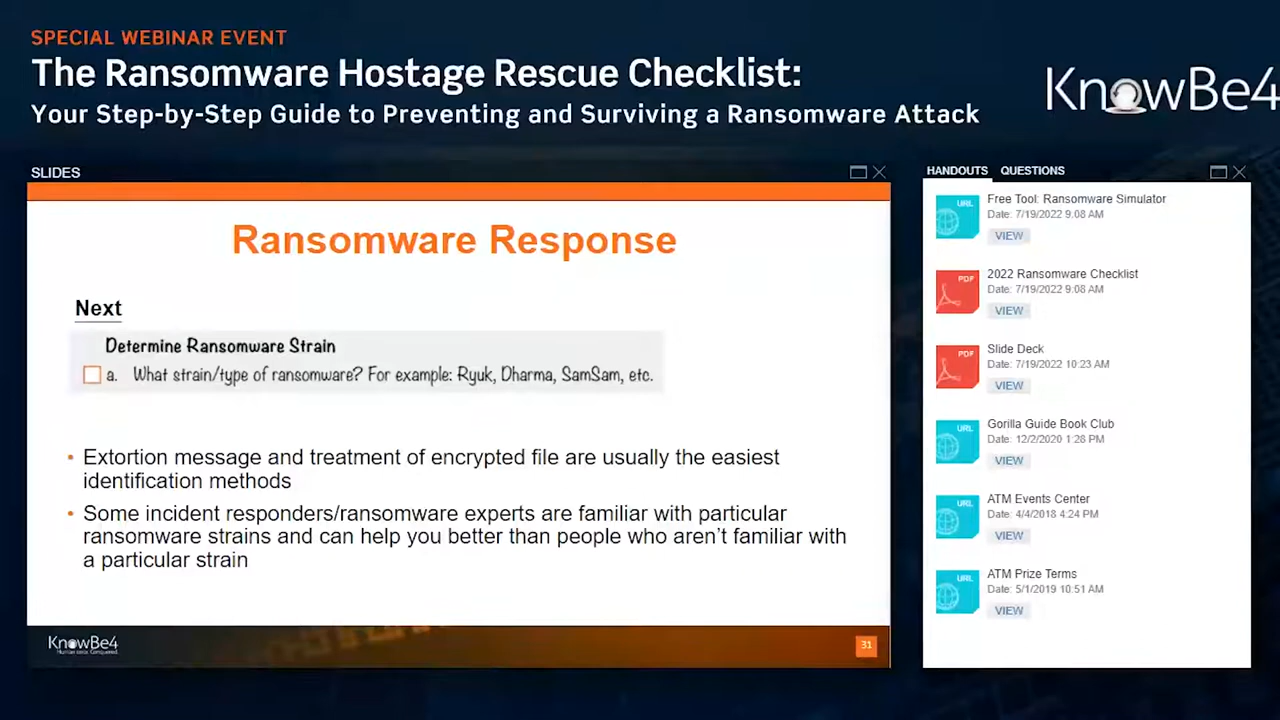 SPECIAL WEBINAR EVENT
The Ransomware Hostage Rescue Checklist:
Your Step-by-Step Guide to Preventing and Surviving a Ransomware Attack
KnowBe4
SLIDES
Ransomware Response
Next
Determine Ransomware Strain
a. What strain/type of ransomware? For example: Ryuk, Dharma, SamSam, etc.
• Extortion message and treatment of encrypted file are usually the easiest
identification methods
• Some incident responders/ransomware experts are familiar with particular
ransomware strains and can help you better than people who aren't familiar with
a particular strain
KnowBe4
Human error. Conquered.
31
HANDOUTS QUESTIONS
URL
Free Tool: Ransomware Simulator
Date: 7/19/2022 9:08 AM
VIEW
PDF
2022 Ransomware Checklist
Date: 7/19/2022 9:08 AM
VIEW
PDF
Slide Deck
Date: 7/19/2022 10:23 AM
VIEW
URL
Gorilla Guide Book Club
Date: 12/2/2020 1:28 PM
VIEW
URL
ATM Events Center
Date: 4/4/2018 4:24 PM
VIEW
URL
ATM Prize Terms
Date: 5/1/2019 10:51 AM
VIEW